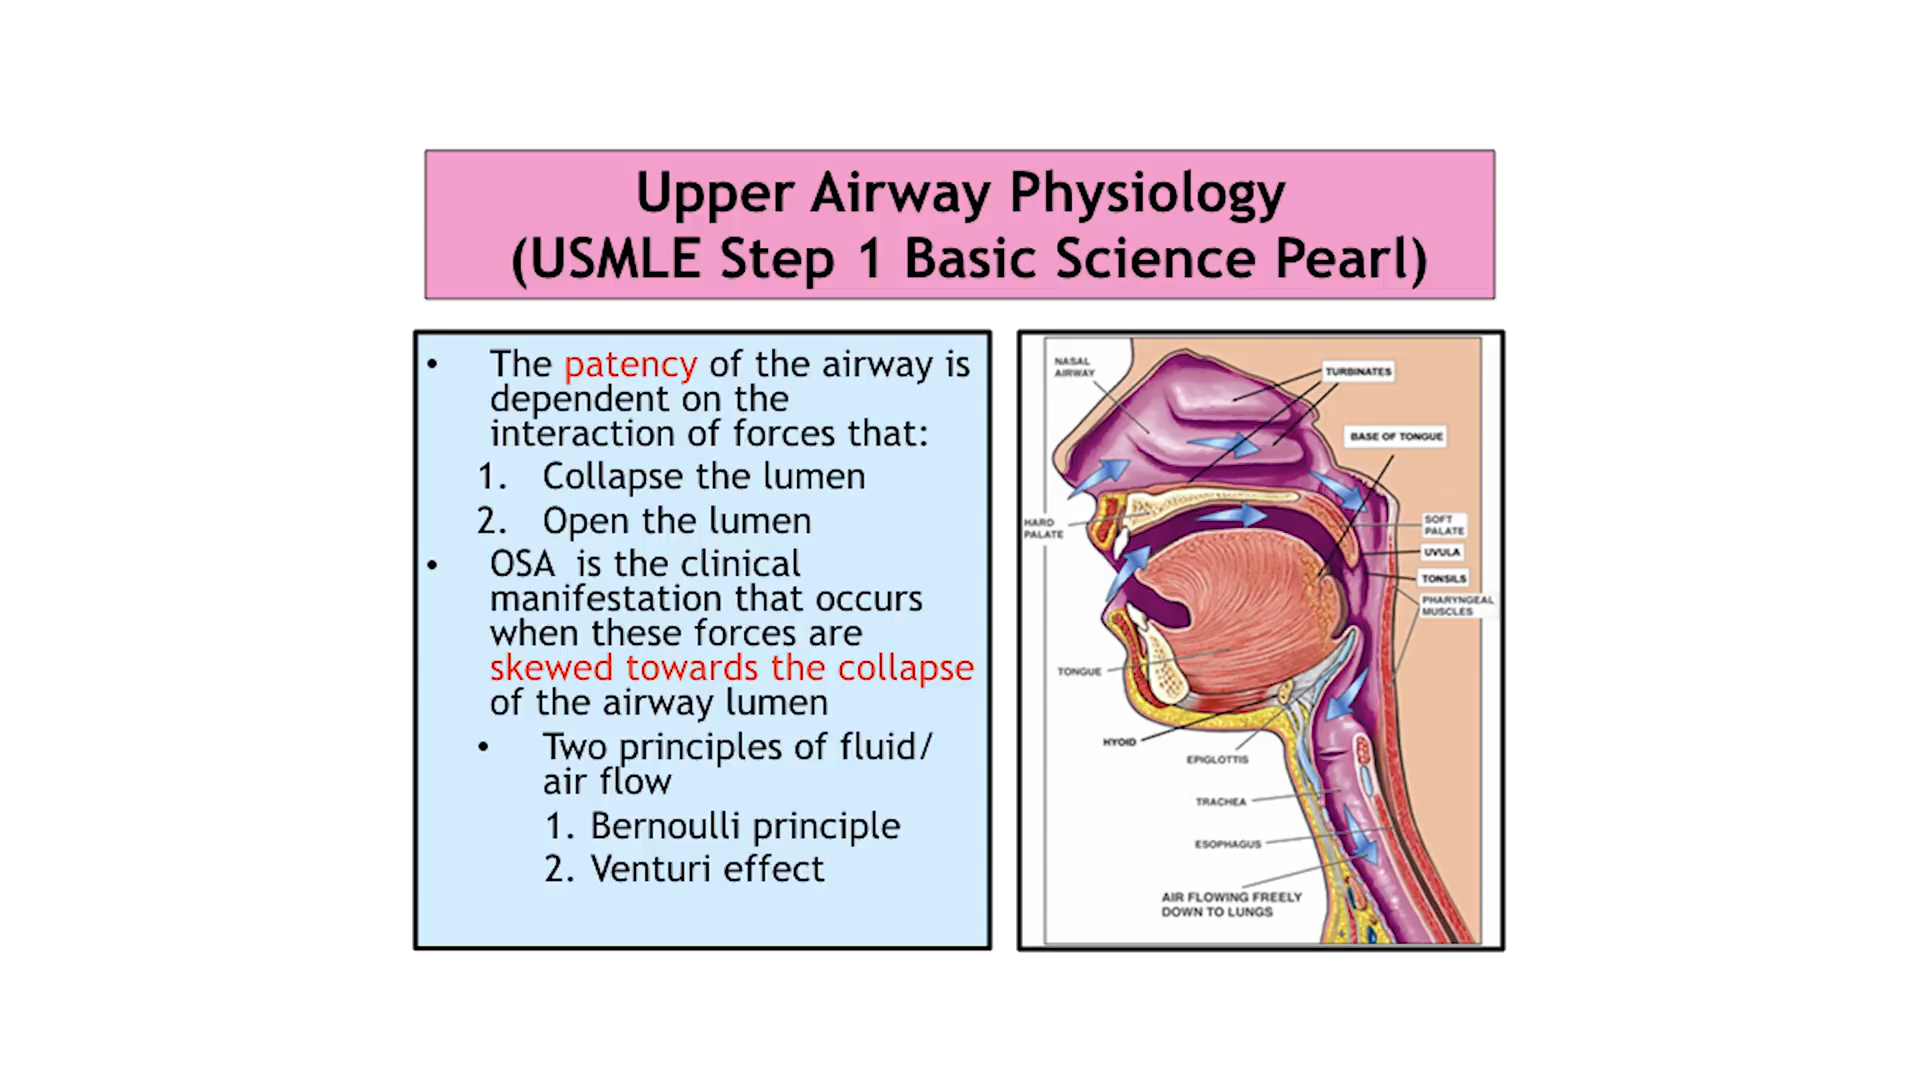 Upper Airway Physiology
(USMLE Step 1 Basic Science Pearl)
• The patency of the airway is
dependent on the
interaction of forces that:
1. Collapse the lumen
2. Open the lumen
• OSA is the clinical
manifestation that occurs
when these forces are
skewed towards the collapse
of the airway lumen
• Two principles of fluid/
air flow
1. Bernoulli principle
2. Venturi effect
NASAL
AIRWAY
TURBINATES
BASE OF TONGUE
HARD
PALATE
SOFT
PALATE
UVULA
TONSILS
PHARYNGEAL
MUSCLES
TONGUE
HYOID
EPIGLOTTIS
TRACHEA
ESOPHAGUS
AIR FLOWING FREELY
DOWN TO LUNGS